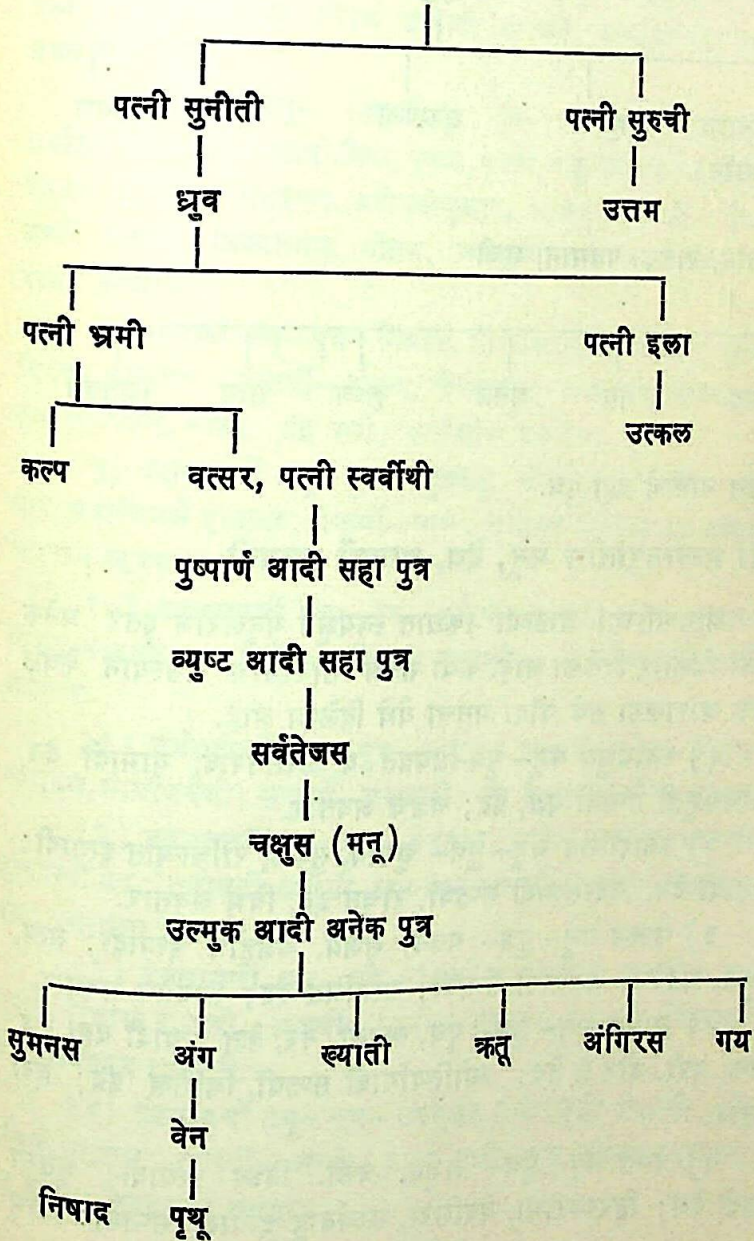 पत्नी सुनीती पत्नी सुरुची
ध्रुव उत्तम
पत्नी भ्रमी पत्नी इला
उत्कल
कल्प वत्सर, पत्नी स्वर्वीथी
पुष्पार्ण आदी सहा पुत्र
व्युष्ट आदी सहा पुत्र
सर्वतेजस
चक्षुस (मनू)
उल्मुक आदी अनेक पुत्र
सुमनस अंग ख्याती क्रतू अंगिरस गय
वेन
निषाद पृथू